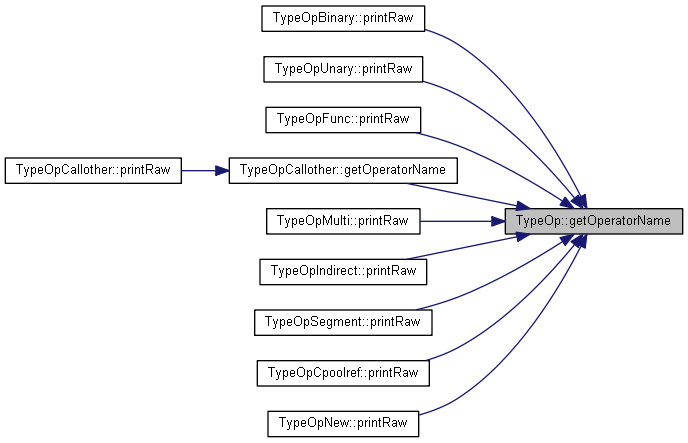 TypeOpBinary::printRaw
TypeOpUnary::printRaw
TypeOpFunc::printRaw
TypeOpCallother::printRaw
TypeOpCallother::getOperatorName
TypeOpMulti::printRaw
TypeOp::getOperatorName
TypeOpIndirect::printRaw
TypeOpSegment::printRaw
TypeOpCpoolref::printRaw
TypeOpNew::printRaw